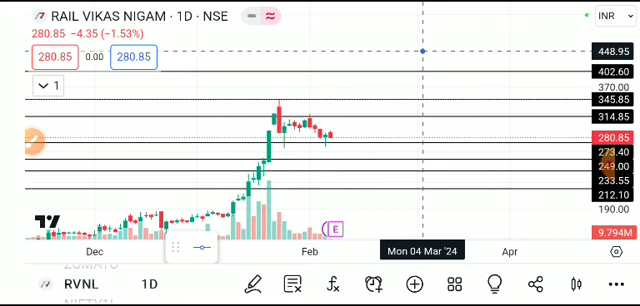 RAIL VIKAS NIGAM · 1D · NSE
INR
280.85 −4.35 (−1.53%)
280.85 0.00 280.85
448.95
402.60
1
370.00
345.85
314.85
280.85
273.40
249.00
233.55
212.10
190.00
E
9.794M
Dec Feb Mon 04 Mar '24 Apr
ZOMATO
RVNL 1D